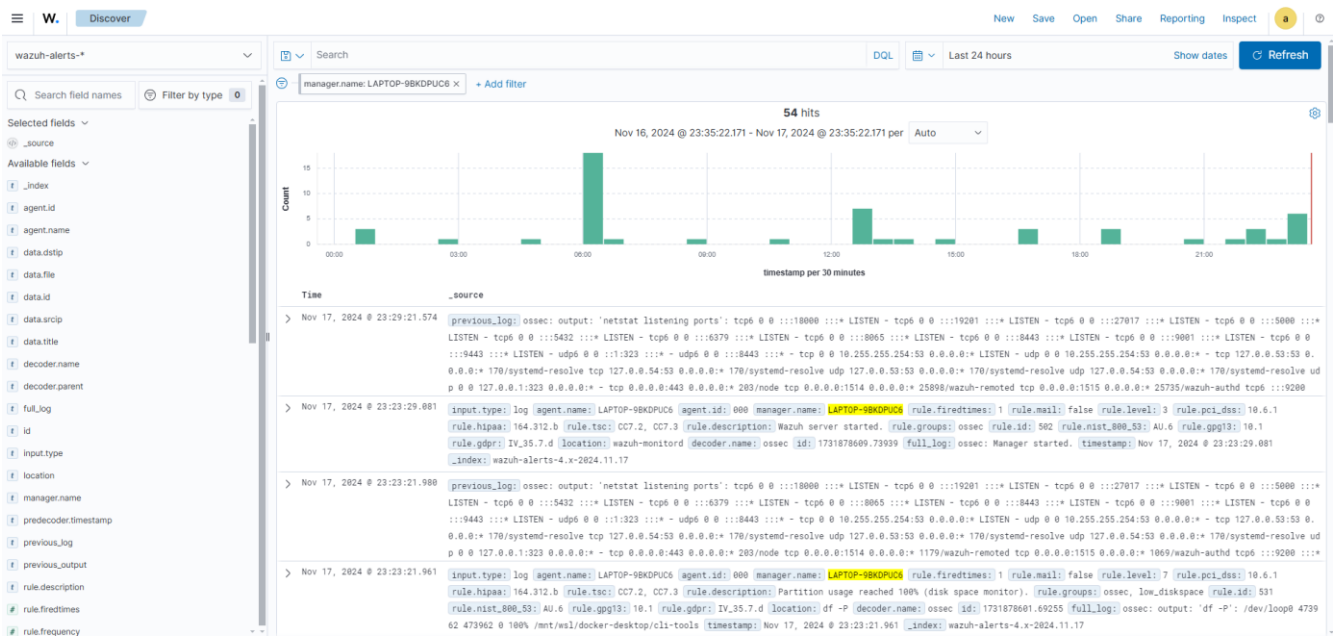 W. Discover New Save Open Share Reporting Inspect a
wazuh-alerts-* Search DQL Last 24 hours Show dates Refresh
manager.name: LAPTOP-9BKDPUC6 × + Add filter
Search field names Filter by type 0
54 hits
Selected fields
Nov 16, 2024 @ 23:35:22.171 - Nov 17, 2024 @ 23:35:22.171 per Auto
_source
Available fields
t _index
t agent.id
t agent.name
t data.dstip
t data.file
t data.id
t data.srcip
t data.title
t decoder.name
t decoder.parent
t full_log
t id
t input.type
t location
t manager.name
t predecoder.timestamp
t previous_log
t previous_output
t rule.description
# rule.firedtimes
# rule.frequency
Count
15
10
5
0
00:00 03:00 06:00 09:00 12:00 15:00 18:00 21:00
timestamp per 30 minutes
Time _source
Nov 17, 2024 @ 23:29:21.574 previous_log: ossec: output: 'netstat listening ports': tcp6 0 0 :::18000 :::* LISTEN - tcp6 0 0 :::19201 :::* LISTEN - tcp6 0 0 :::27017 :::* LISTEN - tcp6 0 0 :::5000 :::*
LISTEN - tcp6 0 0 :::5432 :::* LISTEN - tcp6 0 0 :::6379 :::* LISTEN - tcp6 0 0 :::8065 :::* LISTEN - tcp6 0 0 :::8443 :::* LISTEN - tcp6 0 0 :::9001 :::* LISTEN - tcp6 0 0
:::9443 :::* LISTEN - udp6 0 0 ::1:323 :::* - udp6 0 0 :::8443 :::* - tcp 0 0 10.255.255.254:53 0.0.0.0:* LISTEN - udp 0 0 10.255.255.254:53 0.0.0.0:* - tcp 127.0.0.53:53 0.
0.0.0:* 170/systemd-resolve tcp 127.0.0.54:53 0.0.0.0:* 170/systemd-resolve udp 127.0.0.53:53 0.0.0.0:* 170/systemd-resolve udp 127.0.0.54:53 0.0.0.0:* 170/systemd-resolve ud
p 0 0 127.0.0.1:323 0.0.0.0:* - tcp 0.0.0.0:443 0.0.0.0:* 203/node tcp 0.0.0.0:1514 0.0.0.0:* 25898/wazuh-remoted tcp 0.0.0.0:1515 0.0.0.0:* 25735/wazuh-authd tcp6 :::9200
Nov 17, 2024 @ 23:23:29.081 input.type: log agent.name: LAPTOP-9BKDPUC6 agent.id: 000 manager.name: LAPTOP-9BKDPUC6 rule.firedtimes: 1 rule.mail: false rule.level: 3 rule.pci_dss: 10.6.1
rule.hipaa: 164.312.b rule.tsc: CC7.2, CC7.3 rule.description: Wazuh server started. rule.groups: ossec rule.id: 502 rule.nist_800_53: AU.6 rule.gpg13: 10.1
rule.gdpr: IV_35.7.d location: wazuh-monitord decoder.name: ossec id: 1731878609.73939 full_log: ossec: Manager started. timestamp: Nov 17, 2024 @ 23:23:29.081
_index: wazuh-alerts-4.x-2024.11.17
Nov 17, 2024 @ 23:23:21.980 previous_log: ossec: output: 'netstat listening ports': tcp6 0 0 :::18000 :::* LISTEN - tcp6 0 0 :::19201 :::* LISTEN - tcp6 0 0 :::27017 :::* LISTEN - tcp6 0 0 :::5000 :::*
LISTEN - tcp6 0 0 :::5432 :::* LISTEN - tcp6 0 0 :::6379 :::* LISTEN - tcp6 0 0 :::8065 :::* LISTEN - tcp6 0 0 :::8443 :::* LISTEN - tcp6 0 0 :::9001 :::* LISTEN - tcp6 0 0
:::9443 :::* LISTEN - udp6 0 0 ::1:323 :::* - udp6 0 0 :::8443 :::* - tcp 0 0 10.255.255.254:53 0.0.0.0:* LISTEN - udp 0 0 10.255.255.254:53 0.0.0.0:* - tcp 127.0.0.53:53 0.
0.0.0:* 170/systemd-resolve tcp 127.0.0.54:53 0.0.0.0:* 170/systemd-resolve udp 127.0.0.53:53 0.0.0.0:* 170/systemd-resolve udp 127.0.0.54:53 0.0.0.0:* 170/systemd-resolve ud
p 0 0 127.0.0.1:323 0.0.0.0:* - tcp 0.0.0.0:443 0.0.0.0:* 203/node tcp 0.0.0.0:1514 0.0.0.0:* 1179/wazuh-remoted tcp 0.0.0.0:1515 0.0.0.0:* 1069/wazuh-authd tcp6 :::9200 :::*
Nov 17, 2024 @ 23:23:21.961 input.type: log agent.name: LAPTOP-9BKDPUC6 agent.id: 000 manager.name: LAPTOP-9BKDPUC6 rule.firedtimes: 1 rule.mail: false rule.level: 7 rule.pci_dss: 10.6.1
rule.hipaa: 164.312.b rule.tsc: CC7.2, CC7.3 rule.description: Partition usage reached 100% (disk space monitor). rule.groups: ossec, low_diskspace rule.id: 531
rule.nist_800_53: AU.6 rule.gpg13: 10.1 rule.gdpr: IV_35.7.d location: df -P decoder.name: ossec id: 1731878601.69255 full_log: ossec: output: 'df -P': /dev/loop0 4739
62 473962 0 100% /mnt/wsl/docker-desktop/cli-tools timestamp: Nov 17, 2024 @ 23:23:21.961 _index: wazuh-alerts-4.x-2024.11.17